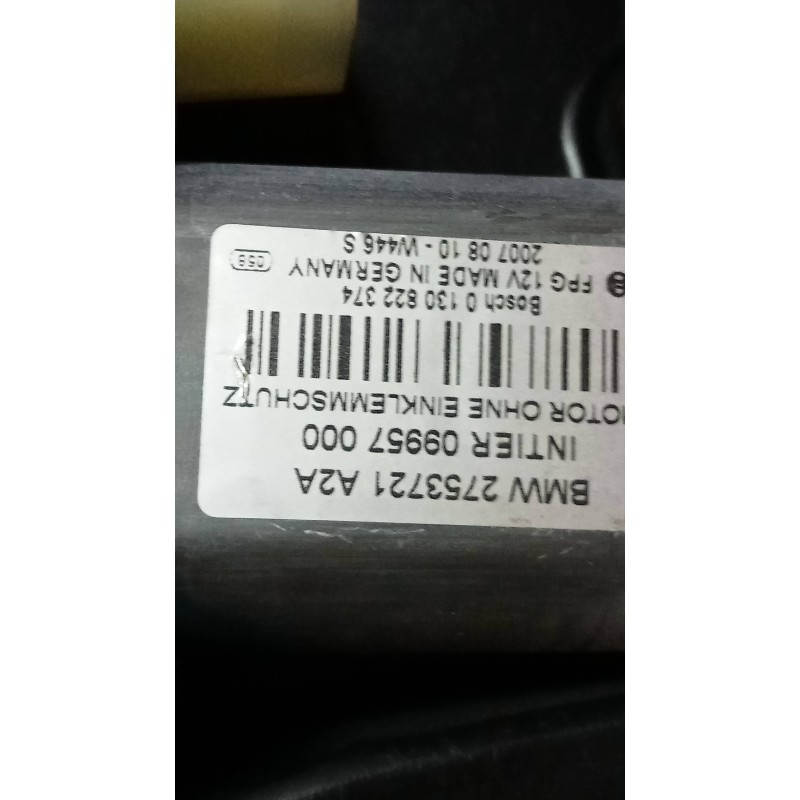 BMW 2753721 A2A
INTIER 09957 000
MOTOR OHNE EINKLEMMSCHUTZ
Bosch 0 130 822 374
FPG 12V MADE IN GERMANY
2007 08 10 - W446 S